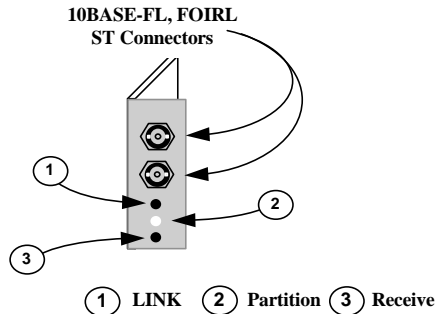 10BASE-FL, FOIRL
ST Connectors
1
2
3
1 LINK 2 Partition 3 Receive